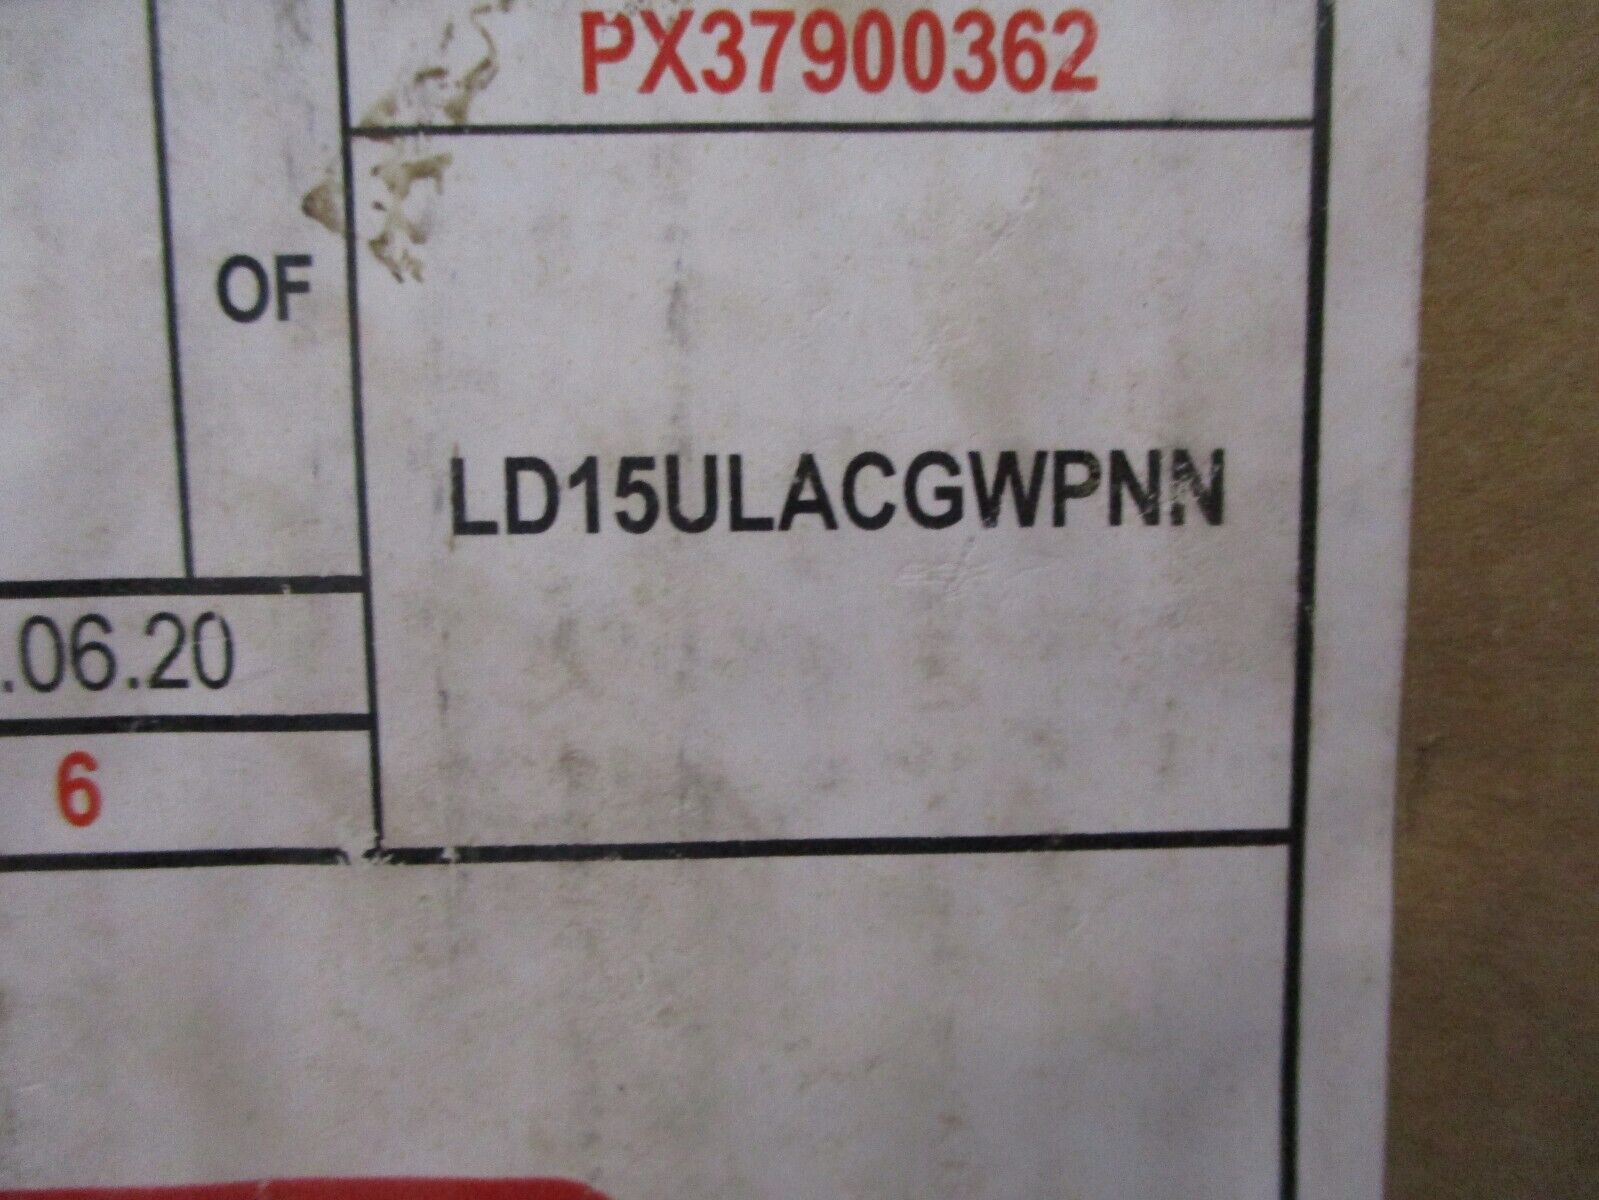 PX37900362
OF
LD15ULACGWPNN
.06.20
6